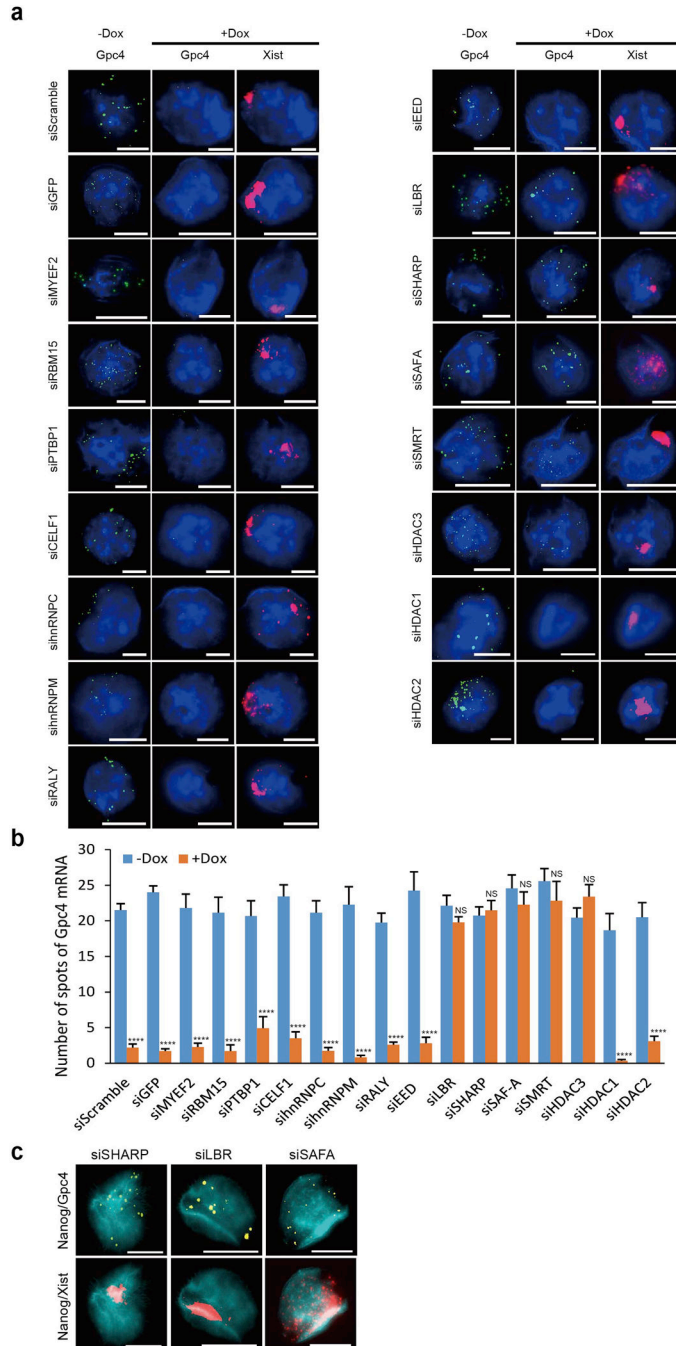 a
-Dox
+Dox
Gpc4
Gpc4
Xist
siScramble
siGFP
siMYEF2
siRBM15
siPTBP1
siCELF1
sihnRNPC
sihnRNPM
siRALY
-Dox
+Dox
Gpc4
Gpc4
Xist
siEED
siLBR
siSHARP
siSAFA
siSMRT
siHDAC3
siHDAC1
siHDAC2
b
Number of spots of Gpc4 mRNA
30
25
20
15
10
5
0
-Dox
+Dox
**** **** **** **** **** **** **** **** **** **** NS NS NS NS NS **** ****
siScramble
siGFP
siMYEF2
siRBM15
siPTBP1
siCELF1
sihnRNPC
sihnRNPM
siRALY
siEED
siLBR
siSHARP
siSAF-A
siSMRT
siHDAC3
siHDAC1
siHDAC2
c
siSHARP
siLBR
siSAFA
Nanog/Gpc4
Nanog/Xist